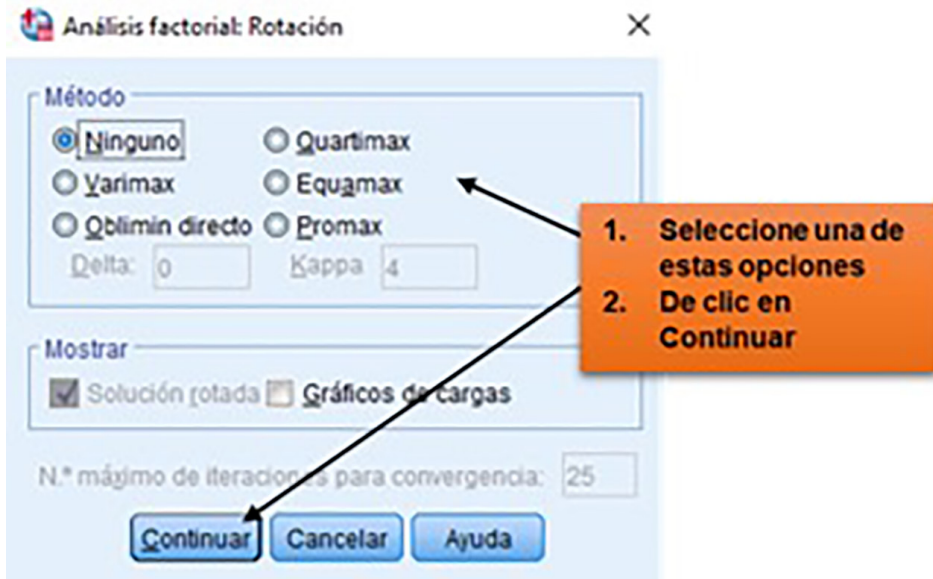 Análisis factorial: Rotación
Método
Ninguno Quartimax
Varimax Equamax
Oblimin directo Promax
Delta: 0 Kappa 4
1. Seleccione una de
estas opciones
2. De clic en
Continuar
Mostrar
Solución rotada Gráficos de cargas
N.º máximo de iteraciones para convergencia: 25
Continuar Cancelar Ayuda